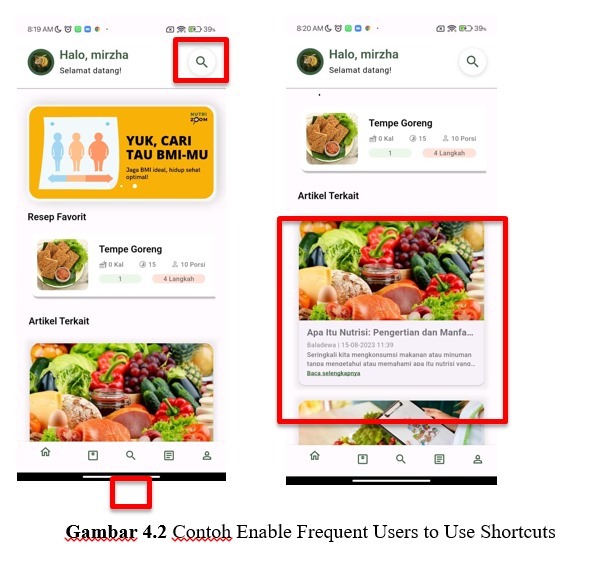 8:19 AM
39%
Halo, mirzha
Selamat datang!
NUTRI
ZOOM
YUK, CARI
TAU BMI-MU
Jaga BMI ideal, hidup sehat
optimal!
Resep Favorit
Tempe Goreng
0 Kal 15 10 Porsi
1 4 Langkah
Artikel Terkait
8:20 AM
39%
Halo, mirzha
Selamat datang!
Tempe Goreng
0 Kal 15 10 Porsi
1 4 Langkah
Artikel Terkait
Apa Itu Nutrisi: Pengertian dan Manfa...
Baladewa | 15-08-2023 11:39
Seringkali kita mengkonsumsi makanan atau minuman
tanpa mengetahui atau memahami apa itu nutrisi yang...
Baca selengkapnya
Gambar 4.2 Contoh Enable Frequent Users to Use Shortcuts